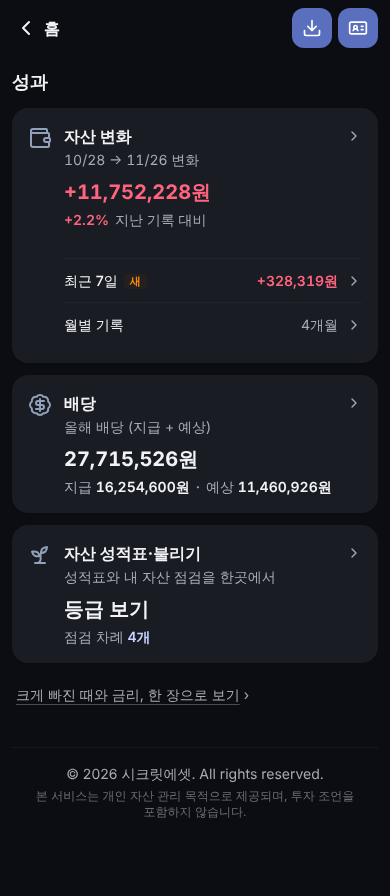 홈
성과
자산 변화
10/28 → 11/26 변화
+11,752,228원
+2.2% 지난 기록 대비
최근 7일 새 +328,319원
월별 기록 4개월
배당
올해 배당 (지급 + 예상)
27,715,526원
지급 16,254,600원 · 예상 11,460,926원
자산 성적표·불리기
성적표와 내 자산 점검을 한곳에서
등급 보기
점검 차례 4개
크게 빠진 때와 금리, 한 장으로 보기 ›
© 2026 시크릿에셋. All rights reserved.
본 서비스는 개인 자산 관리 목적으로 제공되며, 투자 조언을
포함하지 않습니다.